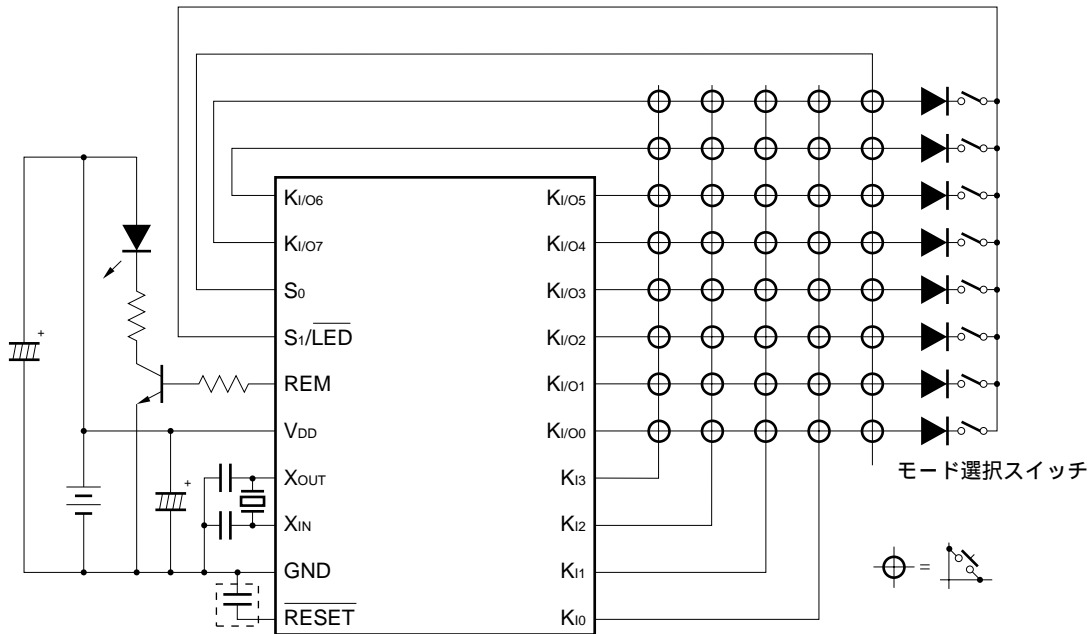 +
KI/O6
KI/O7
S0
S1/LED
REM
VDD
XOUT
XIN
GND
RESET
+
KI/O5
KI/O4
KI/O3
KI/O2
KI/O1
KI/O0
KI3
KI2
KI1
KI0
モード選択スイッチ
=